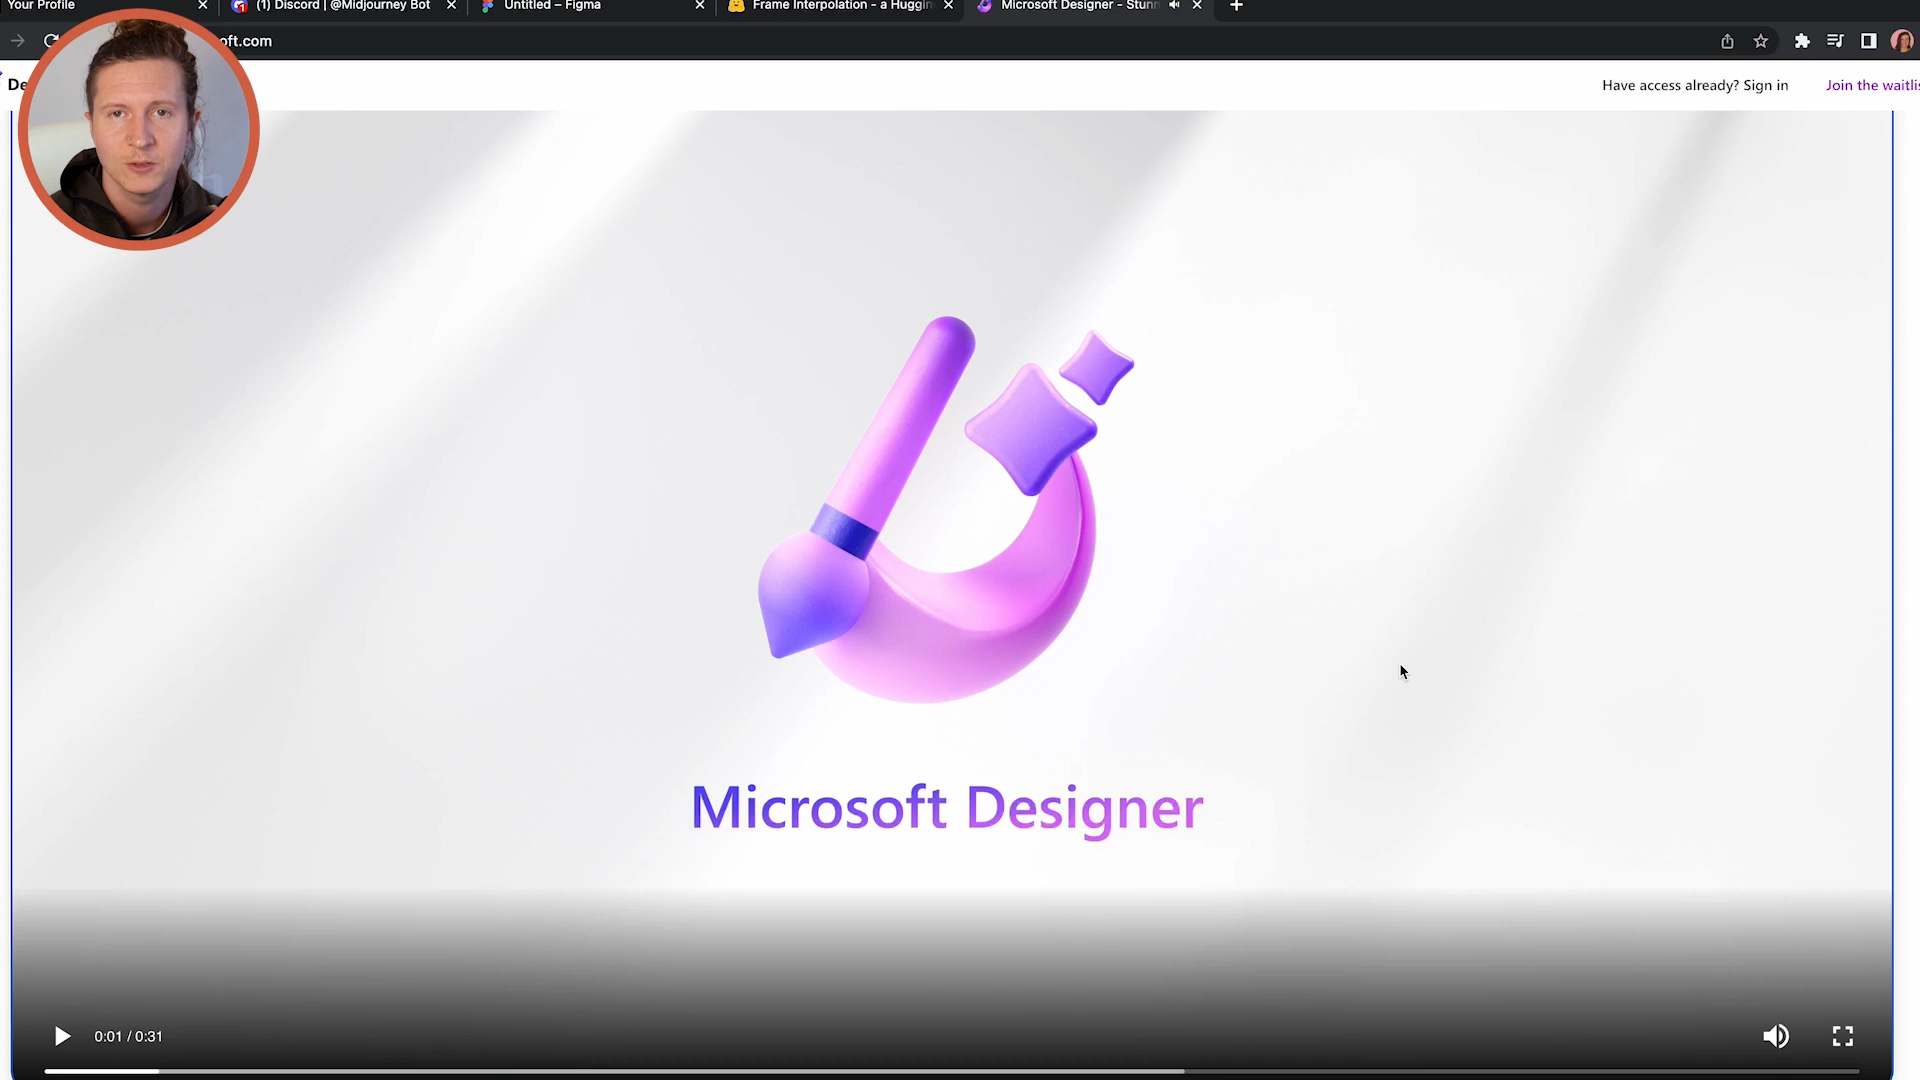 Your Profile
(1) Discord | @Midjourney Bot
Untitled – Figma
Frame Interpolation - a Huggin
Microsoft Designer - Stunn
oft.com
De
Have access already? Sign in
Join the waitlis
Microsoft Designer
0:01 / 0:31